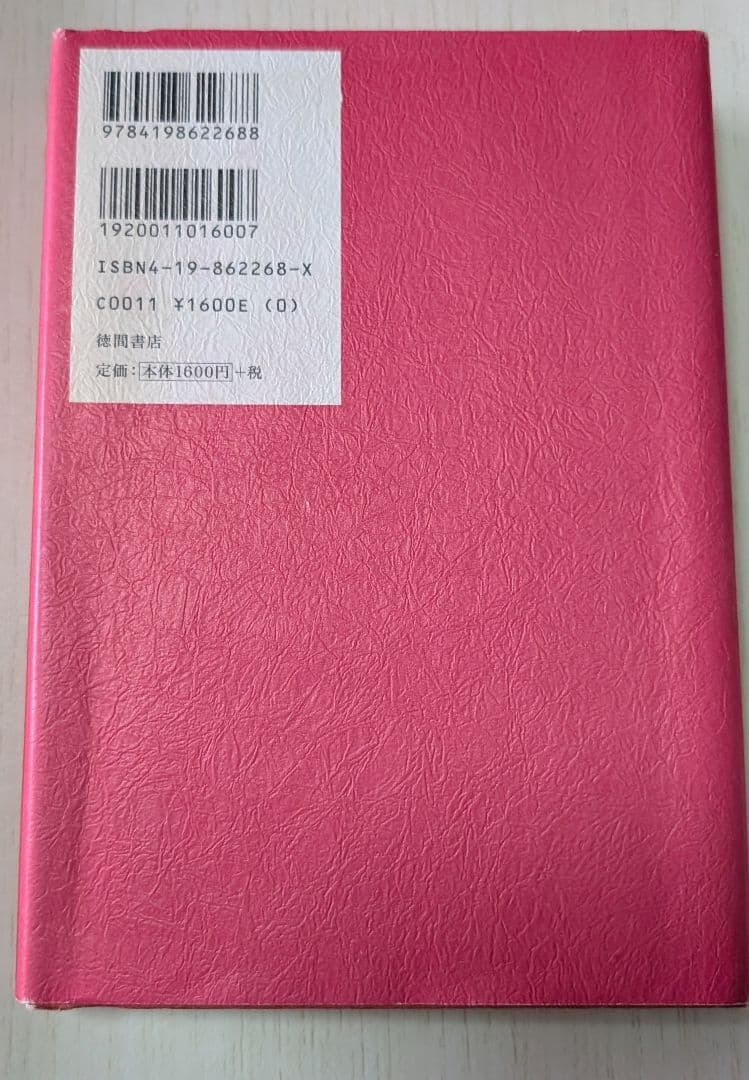 9784198622688
1920011016007
ISBN4-19-862268-X
C0011 ¥1600E (0)
徳間書店
定価：本体1600円+税